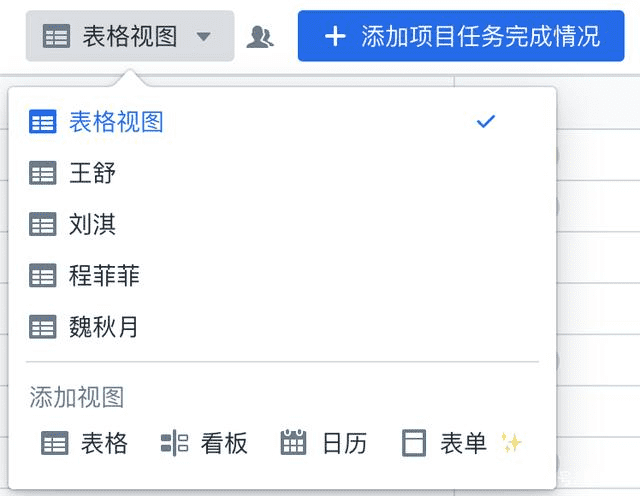 表格视图
添加项目任务完成情况
表格视图
王舒
刘淇
程菲菲
魏秋月
添加视图
表格 看板 日历 表单